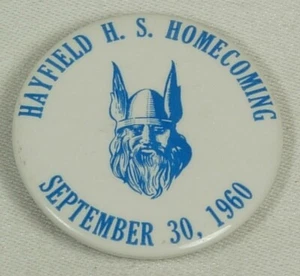 HAYFIELD H. S. HOMECOMING
SEPTEMBER 30, 1960